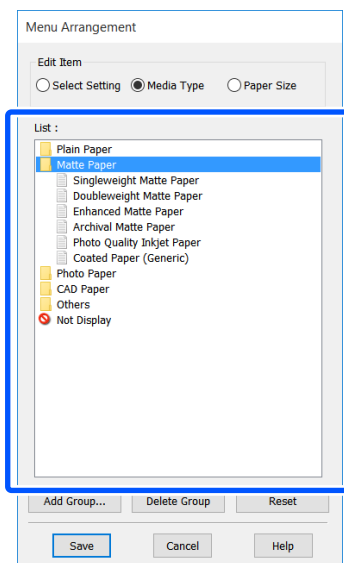 Menu Arrangement
Edit Item
Select Setting Media Type Paper Size
List :
Plain Paper
Matte Paper
Singleweight Matte Paper
Doubleweight Matte Paper
Enhanced Matte Paper
Archival Matte Paper
Photo Quality Inkjet Paper
Coated Paper (Generic)
Photo Paper
CAD Paper
Others
Not Display
Add Group... Delete Group Reset
Save Cancel Help